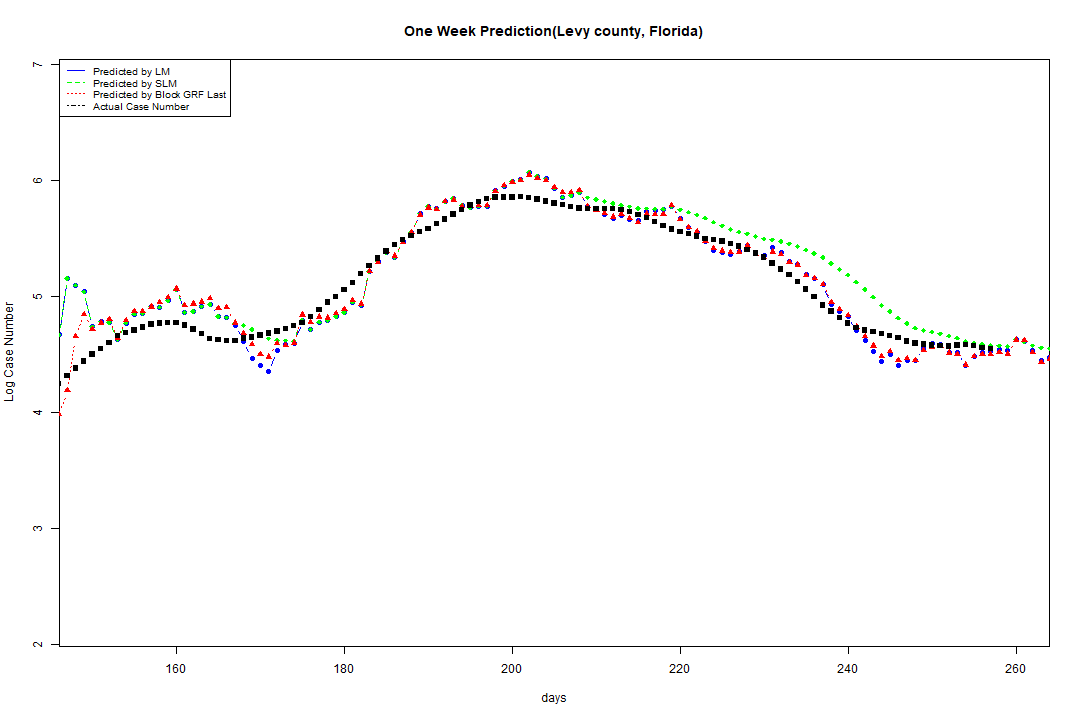 One Week Prediction(Levy county, Florida)
Predicted by LM
Predicted by SLM
Predicted by Block GRF Last
Actual Case Number
7
6
5
4
3
2
Log Case Number
160 180 200 220 240 260
days